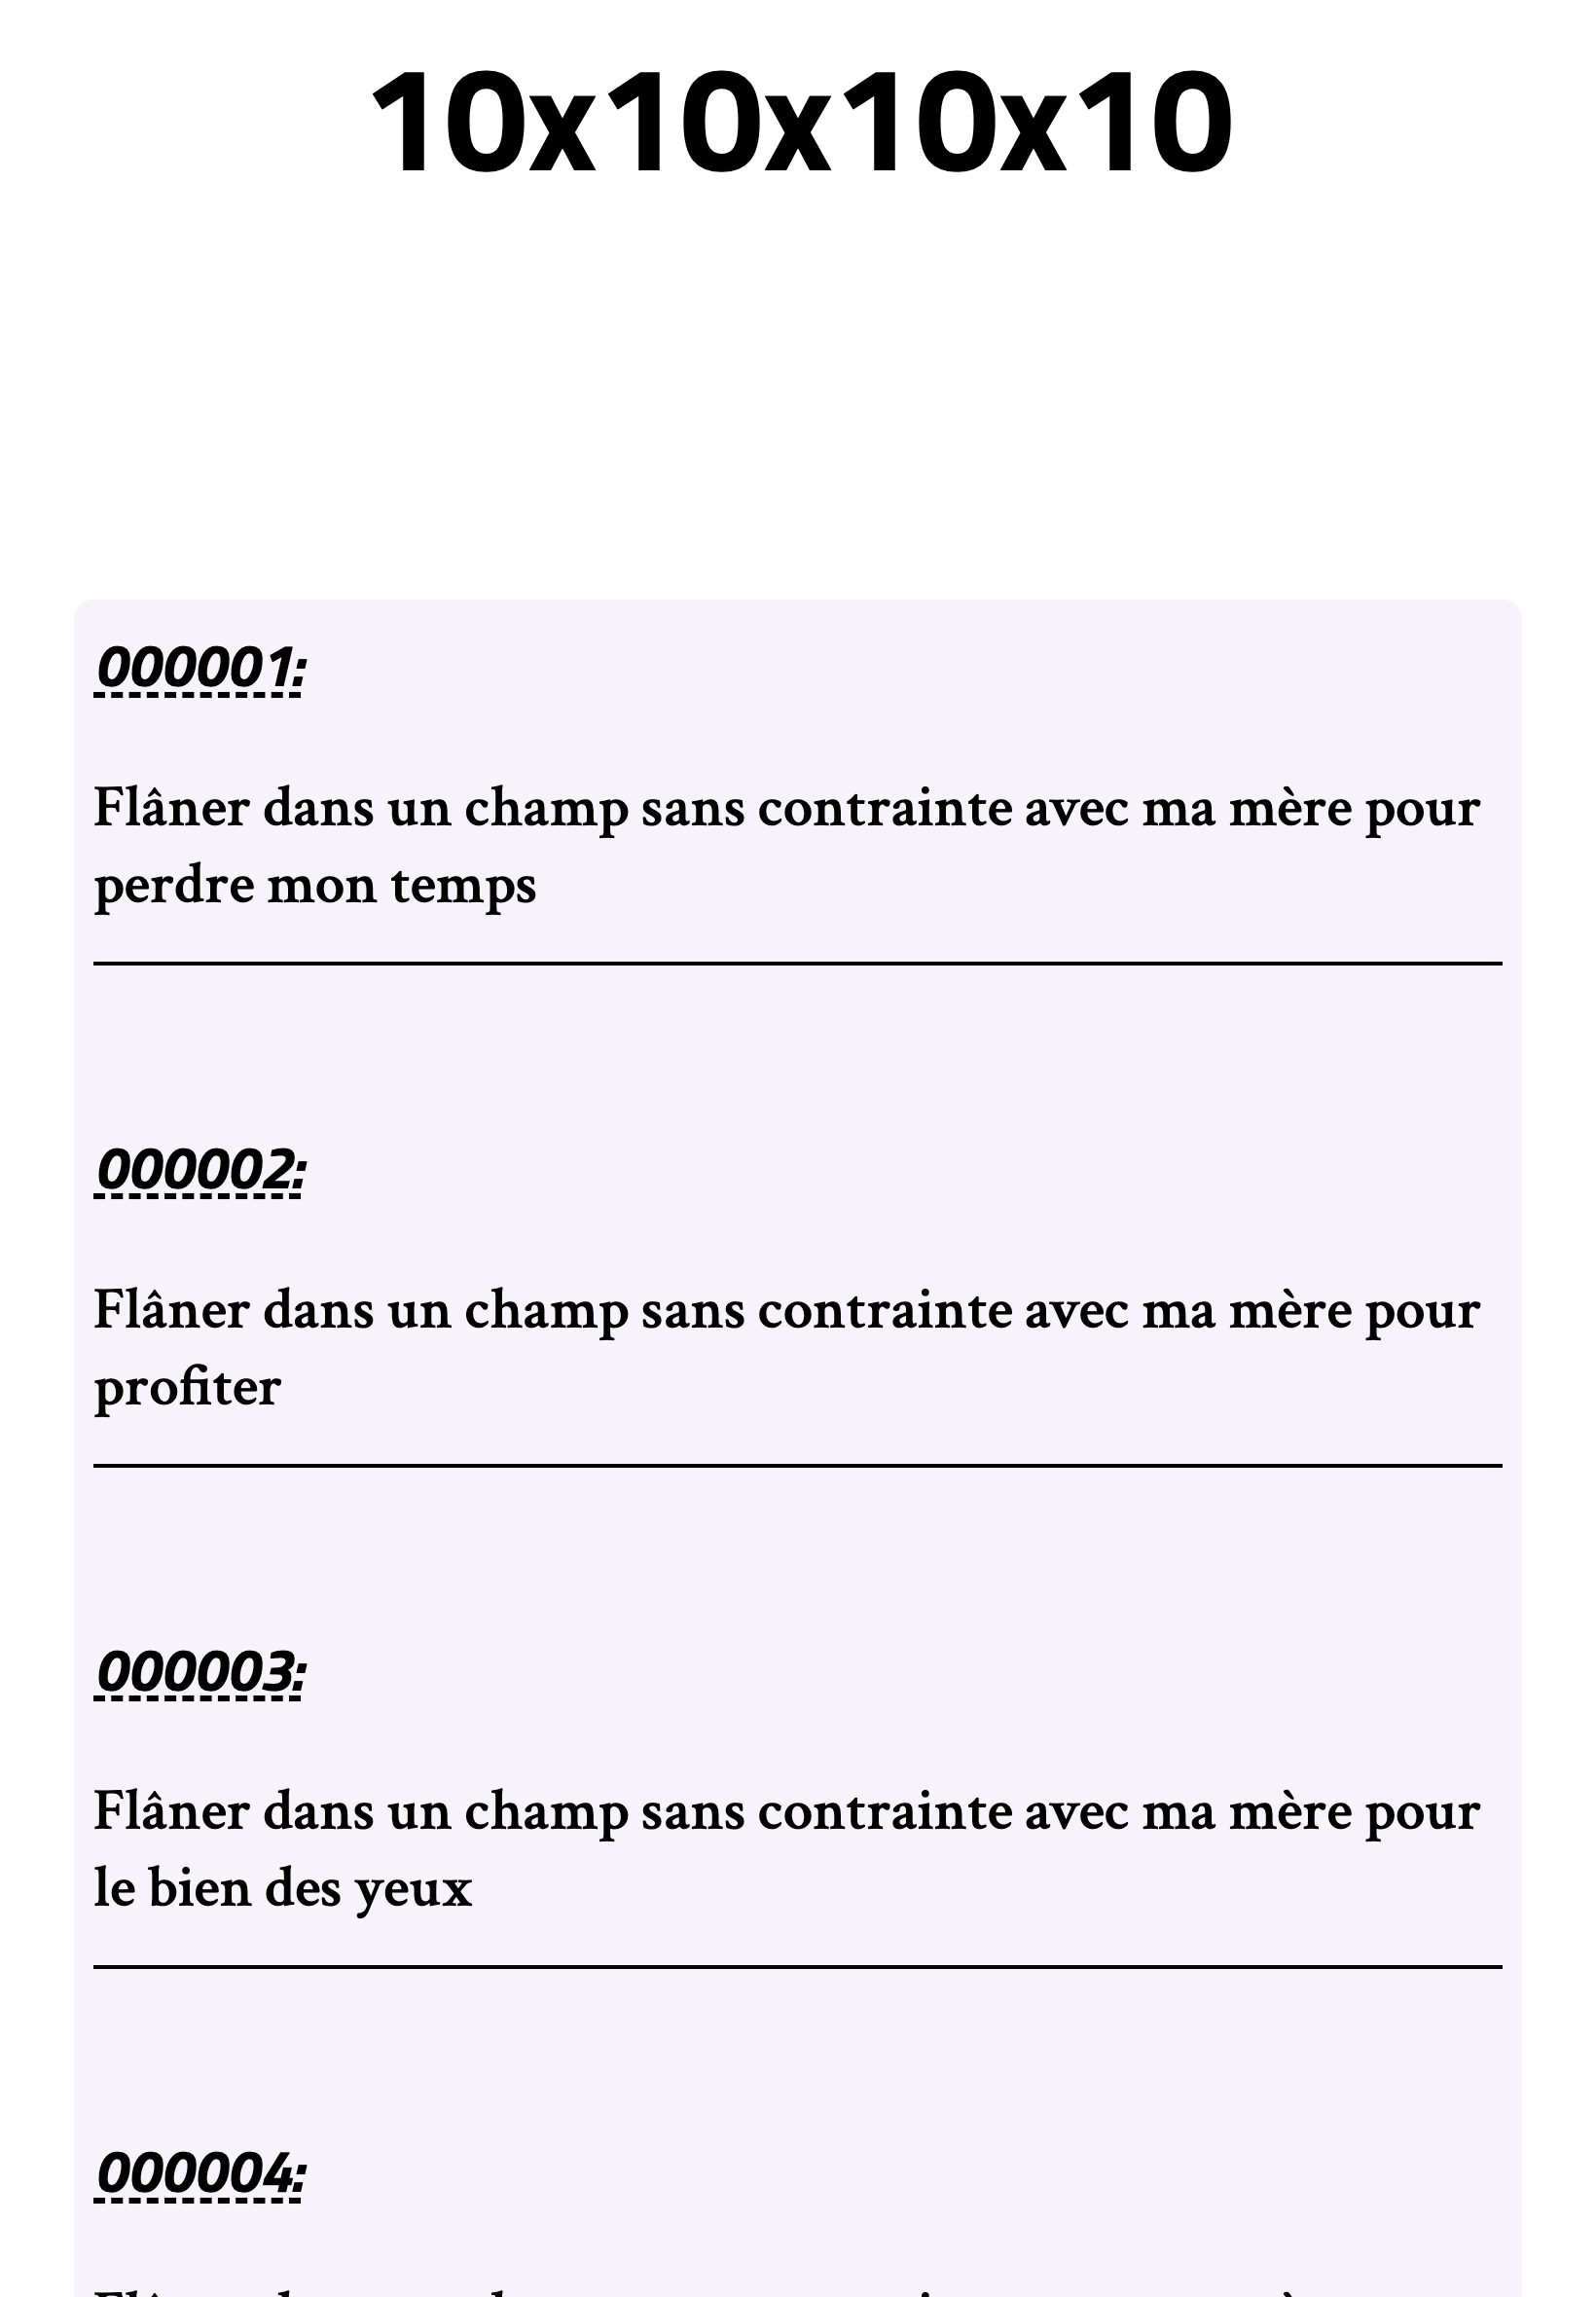 10x10x10x10
000001:
Flâner dans un champ sans contrainte avec ma mère pour
perdre mon temps
000002:
Flâner dans un champ sans contrainte avec ma mère pour
profiter
000003:
Flâner dans un champ sans contrainte avec ma mère pour
le bien des yeux
000004: